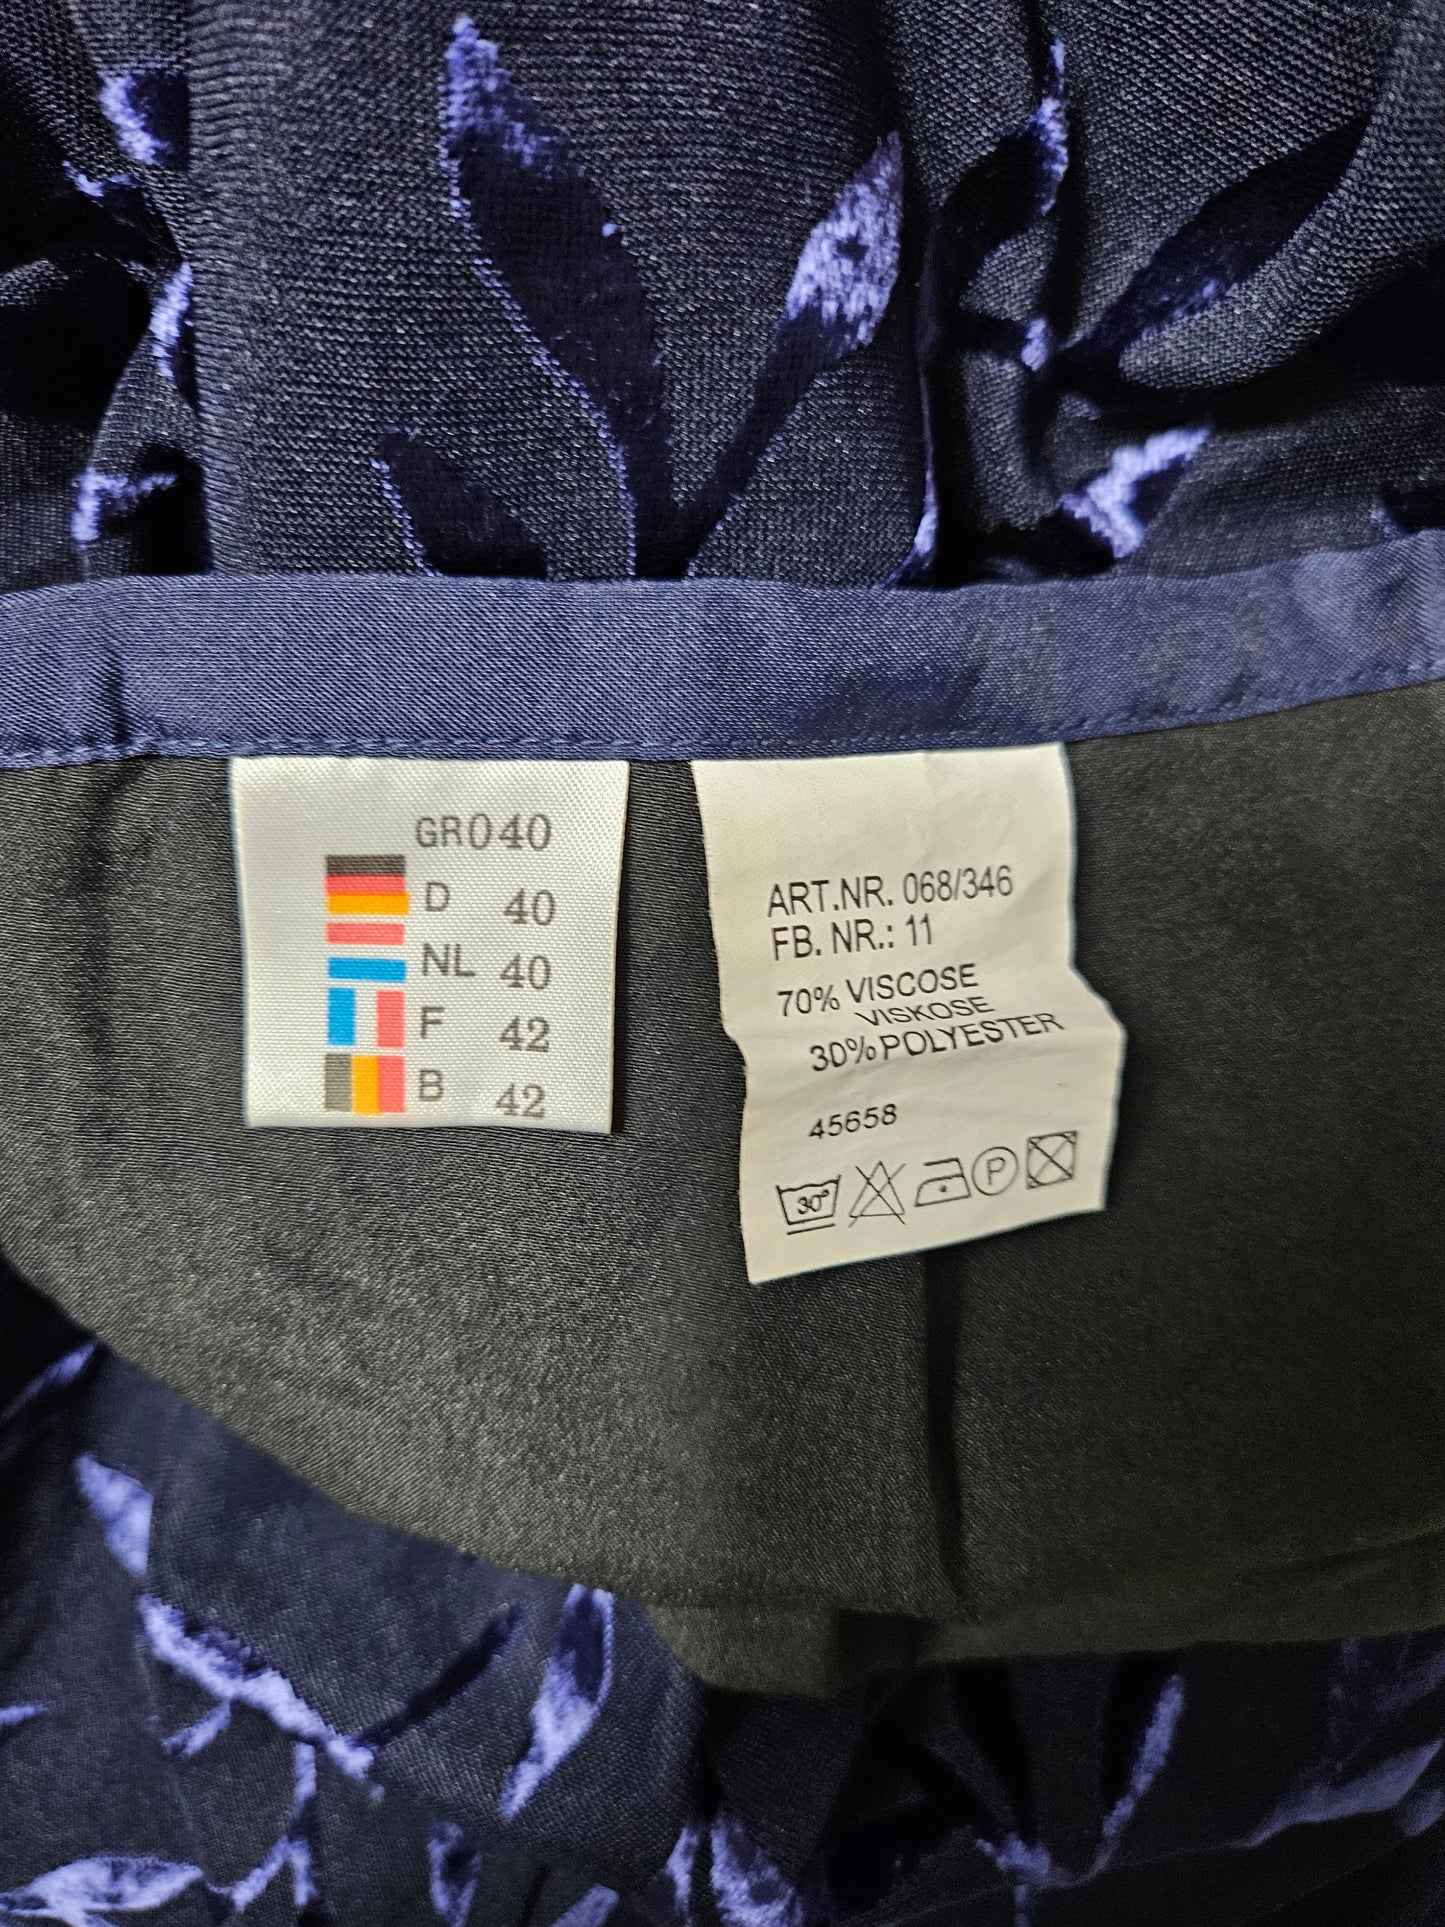 GR040
D 40
NL 40
F 42
B 42
ART.NR. 068/346
FB. NR.: 11
70% VISCOSE
VISKOSE
30% POLYESTER
45658
30° P